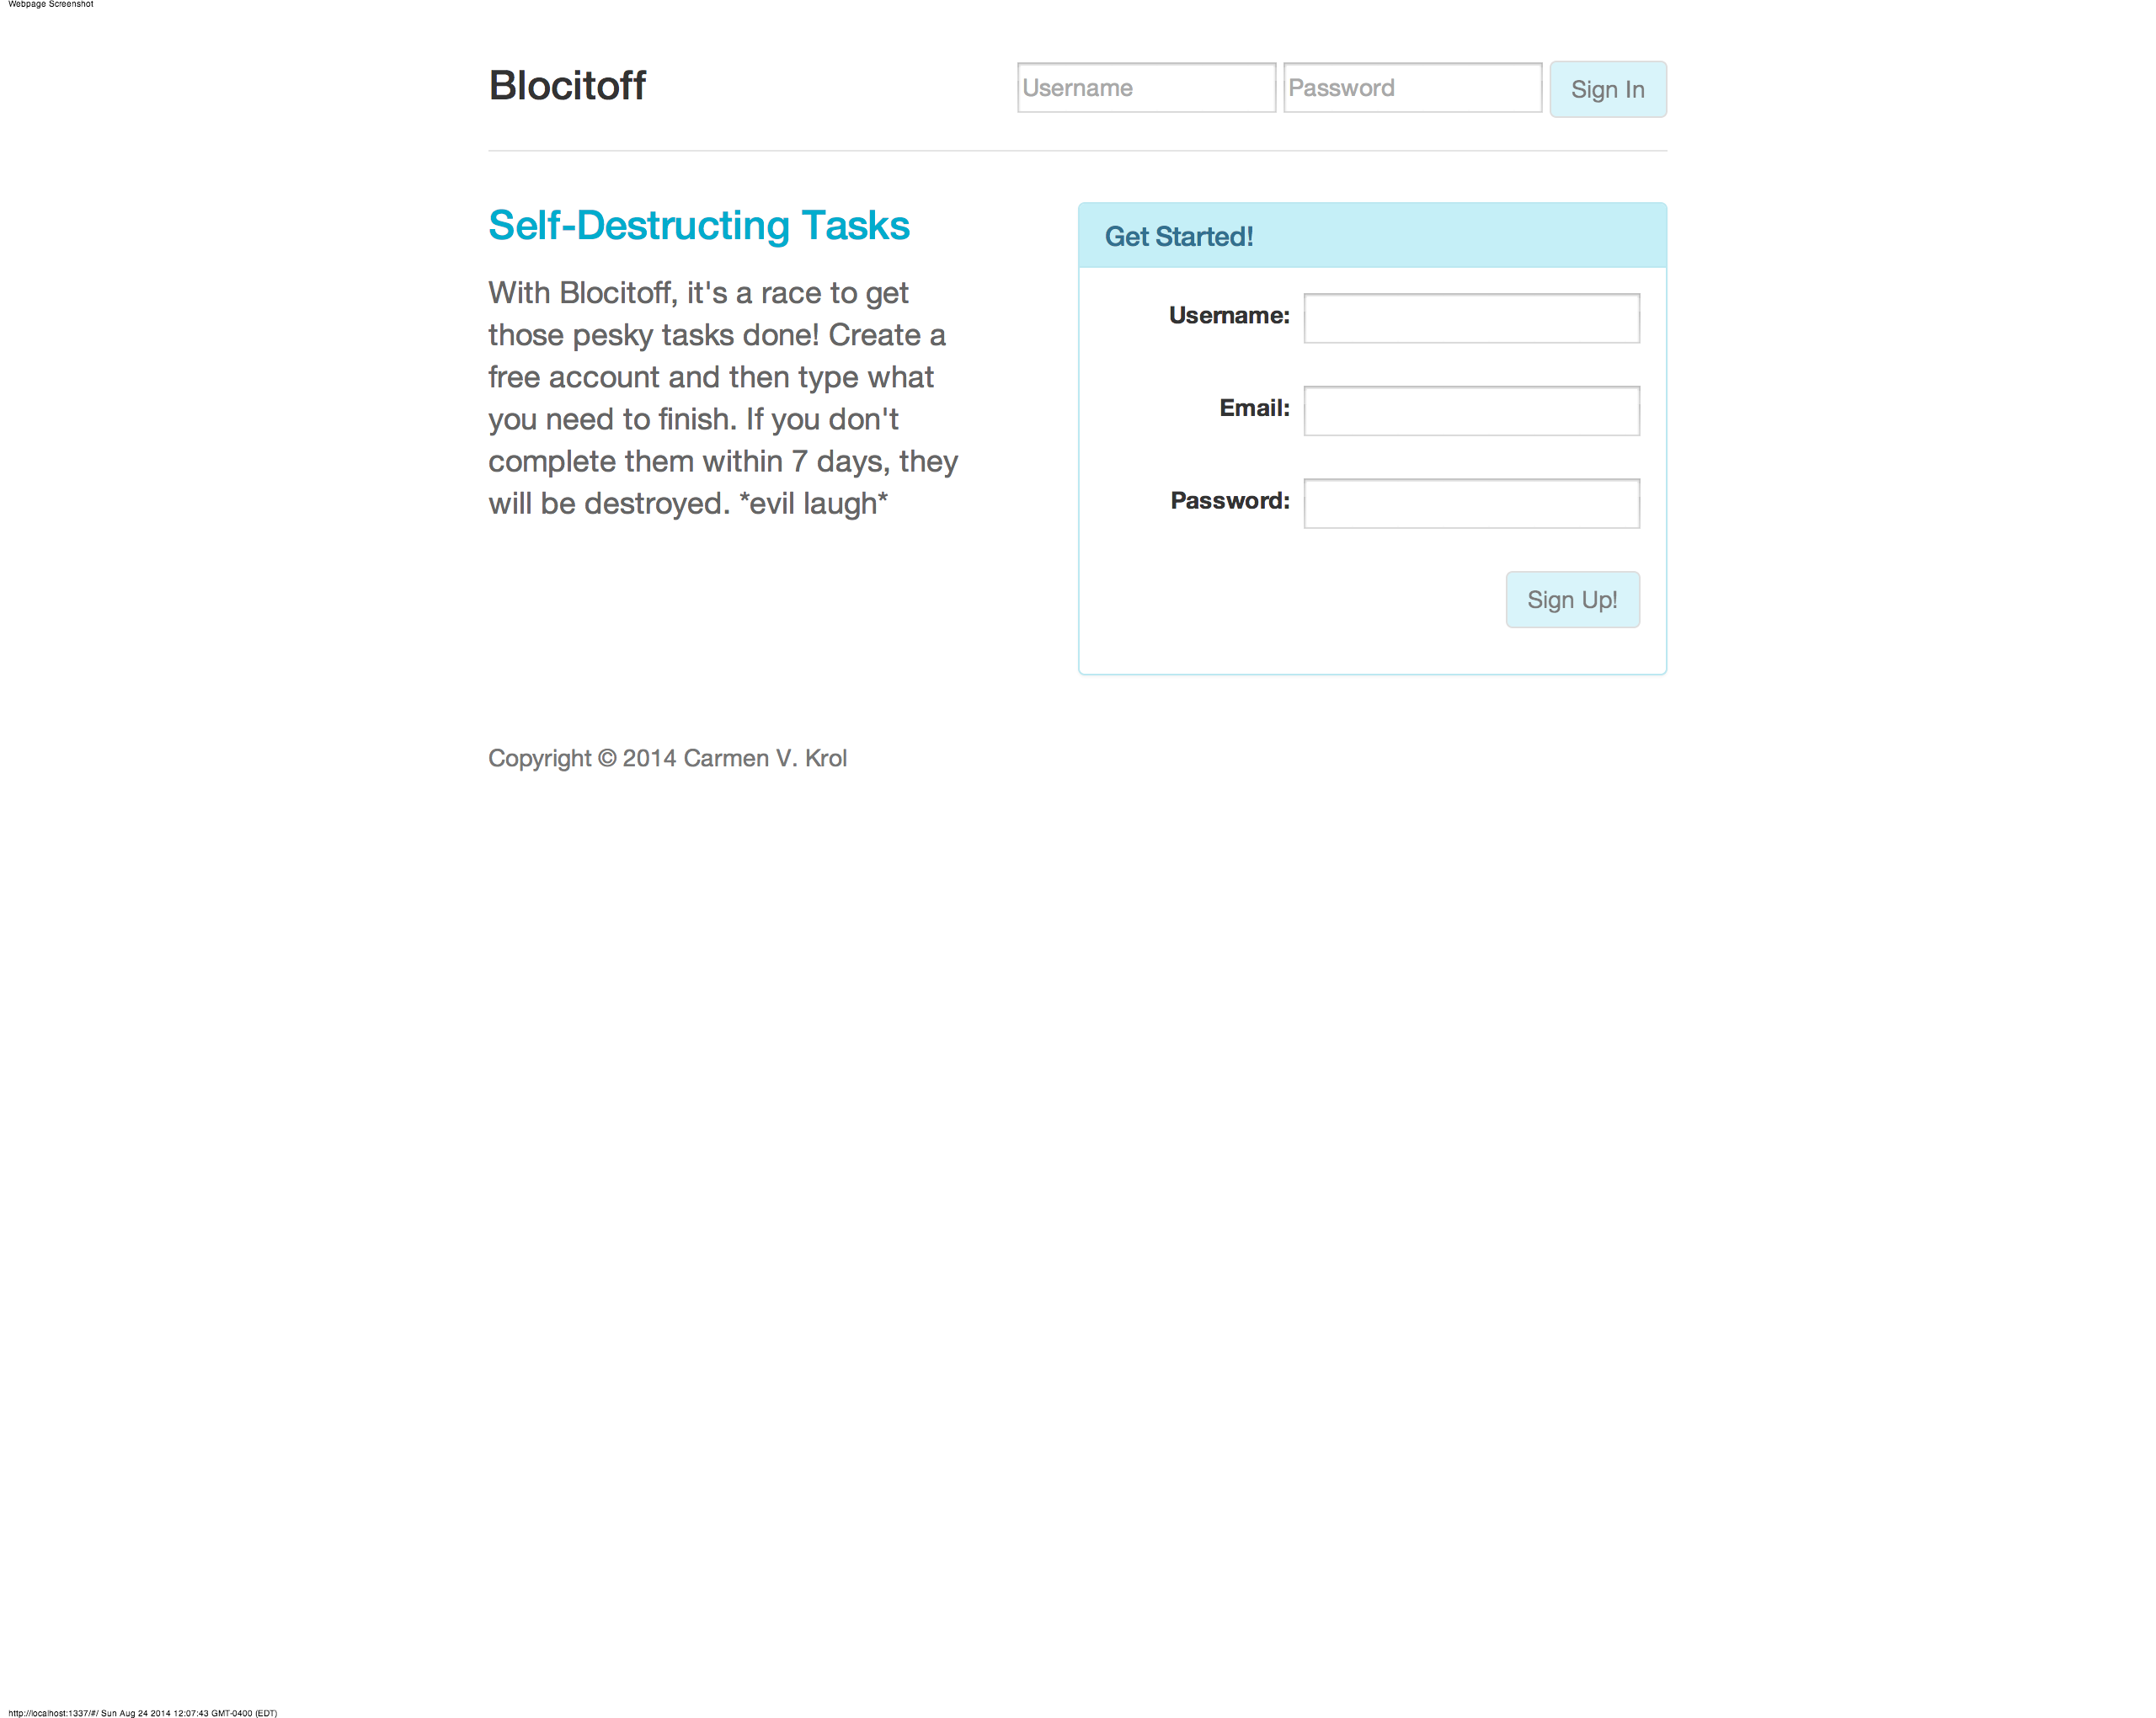 Webpage Screenshot
Blocitoff
Username
Password
Sign In
Self-Destructing Tasks
With Blocitoff, it's a race to get
those pesky tasks done! Create a
free account and then type what
you need to finish. If you don't
complete them within 7 days, they
will be destroyed. *evil laugh*
Get Started!
Username:
Email:
Password:
Sign Up!
Copyright © 2014 Carmen V. Krol
http://localhost:1337/#/ Sun Aug 24 2014 12:07:43 GMT-0400 (EDT)